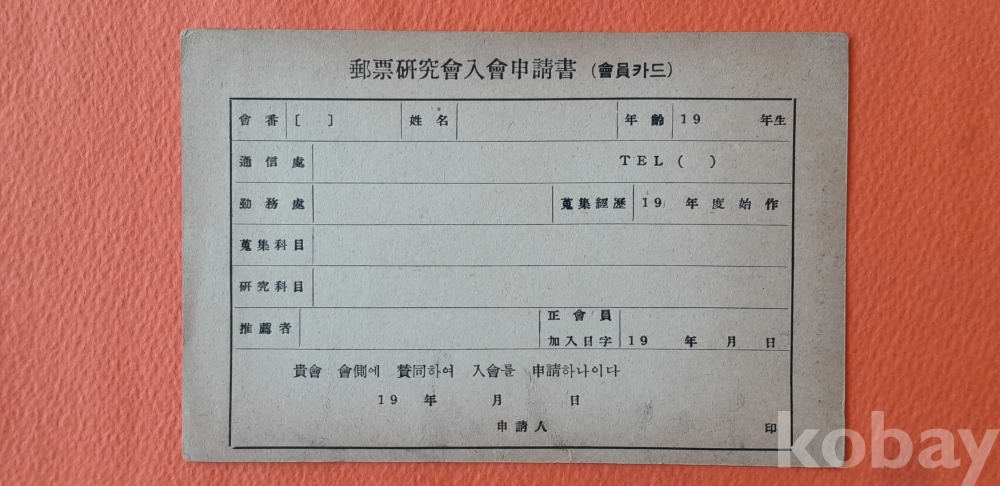 郵票硏究會入會申請書 (會員카드)
會番 [ ] 姓名 年齡 19 年生
通信處 TEL ( )
勤務處 蒐集經歷 19 年度始作
蒐集科目
硏究科目
推薦者 正會員加入日字 19 年 月 日
貴會 會側에 贊同하여 入會를 申請하나이다
19 年 月 日
申請人 印
kobay